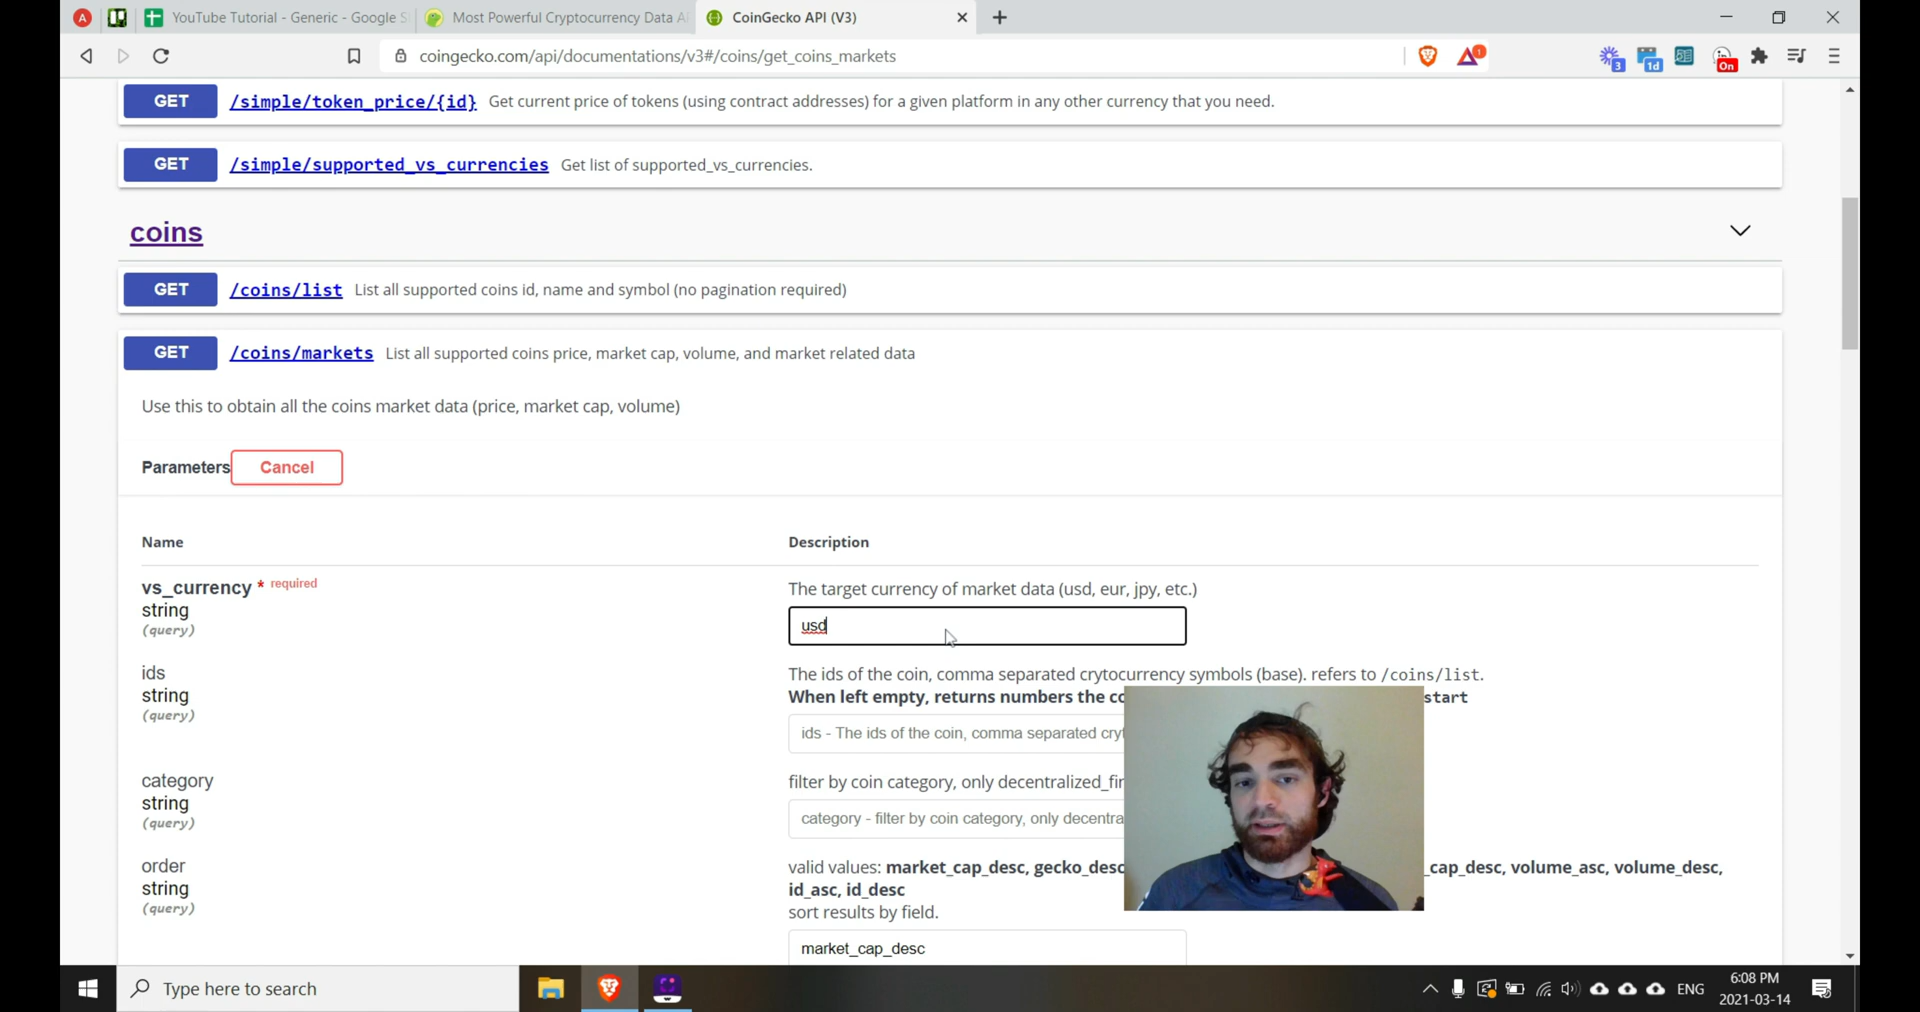 YouTube Tutorial - Generic - Google S
Most Powerful Cryptocurrency Data A
CoinGecko API (V3)
coingecko.com/api/documentations/v3#/coins/get_coins_markets
1
3
1d
On
GET /simple/token_price/{id} Get current price of tokens (using contract addresses) for a given platform in any other currency that you need.
GET /simple/supported_vs_currencies Get list of supported_vs_currencies.
coins
GET /coins/list List all supported coins id, name and symbol (no pagination required)
GET /coins/markets List all supported coins price, market cap, volume, and market related data
Use this to obtain all the coins market data (price, market cap, volume)
Parameters Cancel
Name Description
vs_currency * required
string
(query)
The target currency of market data (usd, eur, jpy, etc.)
usd
ids
string
(query)
The ids of the coin, comma separated crytocurrency symbols (base). refers to /coins/list.
When left empty, returns numbers the co start
ids - The ids of the coin, comma separated cry
category
string
(query)
filter by coin category, only decentralized_fi
category - filter by coin category, only decentra
order
string
(query)
valid values: market_cap_desc, gecko_desc _cap_desc, volume_asc, volume_desc,
id_asc, id_desc
sort results by field.
market_cap_desc
Type here to search
ENG
6:08 PM
2021-03-14